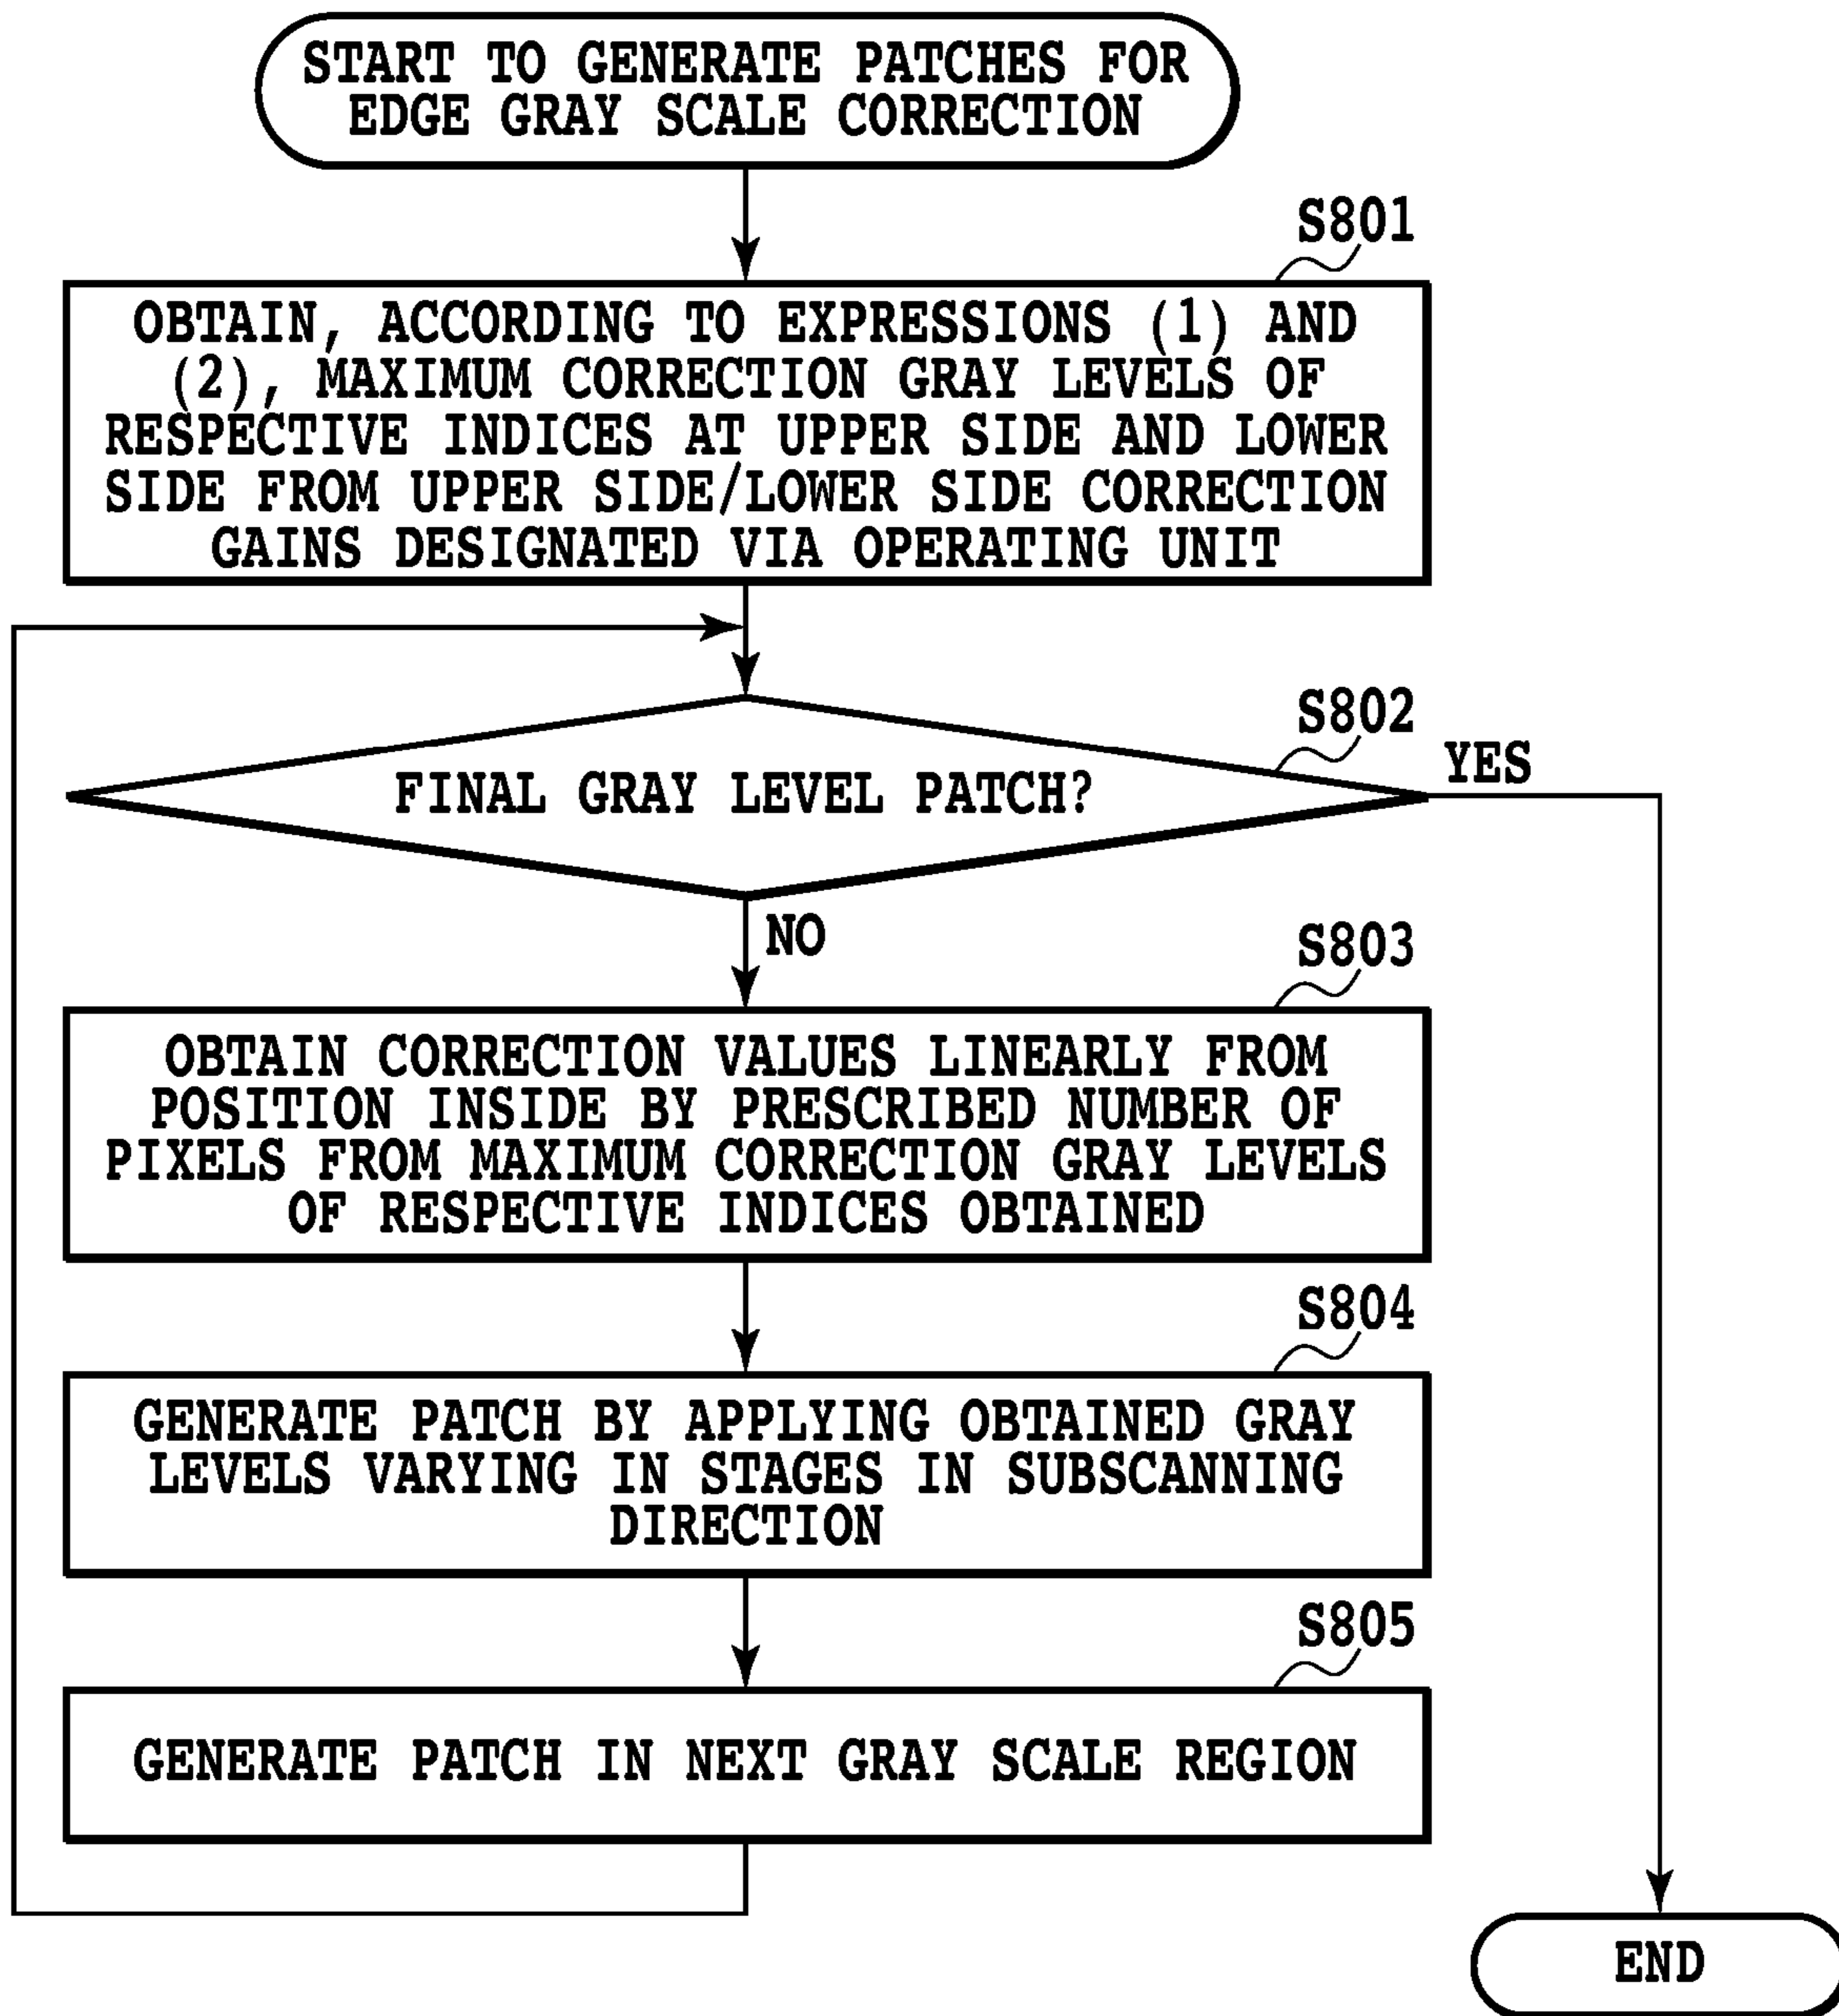 START TO GENERATE PATCHES FOR
EDGE GRAY SCALE CORRECTION
S801
OBTAIN, ACCORDING TO EXPRESSIONS (1) AND
(2), MAXIMUM CORRECTION GRAY LEVELS OF
RESPECTIVE INDICES AT UPPER SIDE AND LOWER
SIDE FROM UPPER SIDE/LOWER SIDE CORRECTION
GAINS DESIGNATED VIA OPERATING UNIT
S802
YES
FINAL GRAY LEVEL PATCH?
NO
S803
OBTAIN CORRECTION VALUES LINEARLY FROM
POSITION INSIDE BY PRESCRIBED NUMBER OF
PIXELS FROM MAXIMUM CORRECTION GRAY LEVELS
OF RESPECTIVE INDICES OBTAINED
S804
GENERATE PATCH BY APPLYING OBTAINED GRAY
LEVELS VARYING IN STAGES IN SUBSCANNING
DIRECTION
S805
GENERATE PATCH IN NEXT GRAY SCALE REGION
END